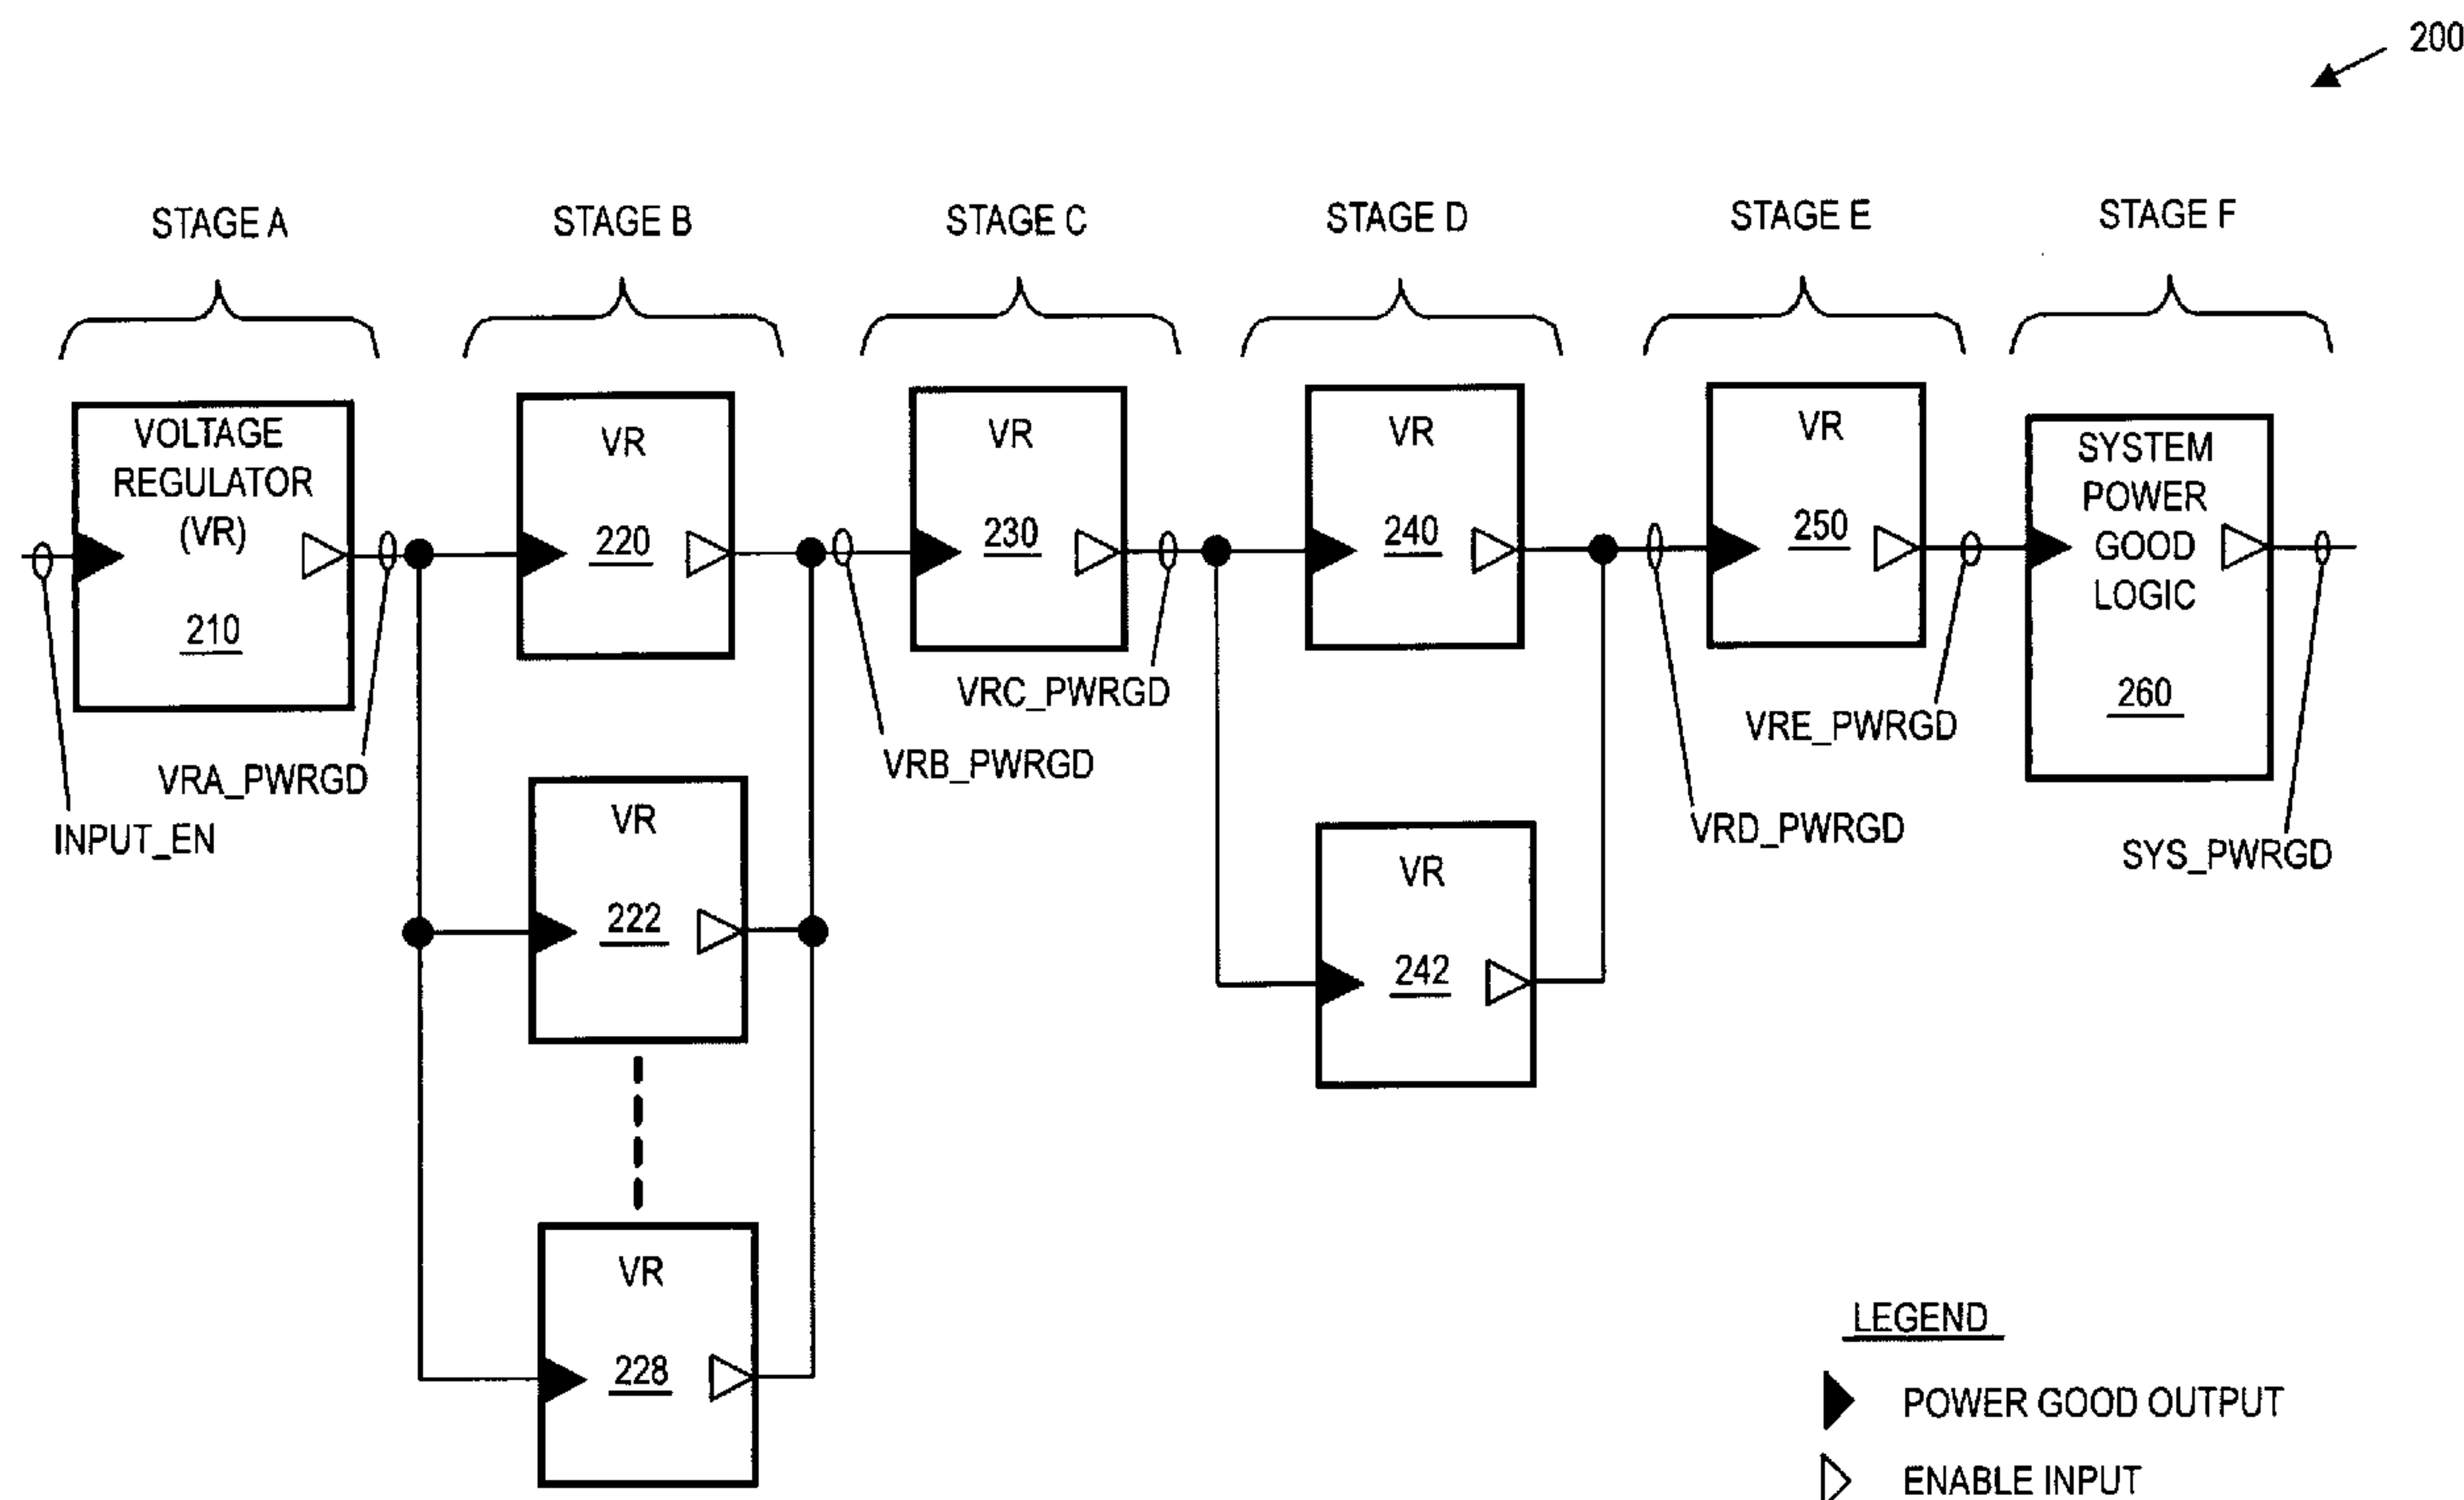 200
STAGE A
STAGE B
STAGE C
STAGE D
STAGE E
STAGE F
VOLTAGE
REGULATOR
(VR)
210
VR
220
VR
230
VR
240
VR
250
SYSTEM
POWER
GOOD
LOGIC
260
INPUT_EN
VRA_PWRGD
VRB_PWRGD
VRC_PWRGD
VRD_PWRGD
VRE_PWRGD
SYS_PWRGD
VR
222
VR
242
VR
228
LEGEND
POWER GOOD OUTPUT
ENABLE INPUT